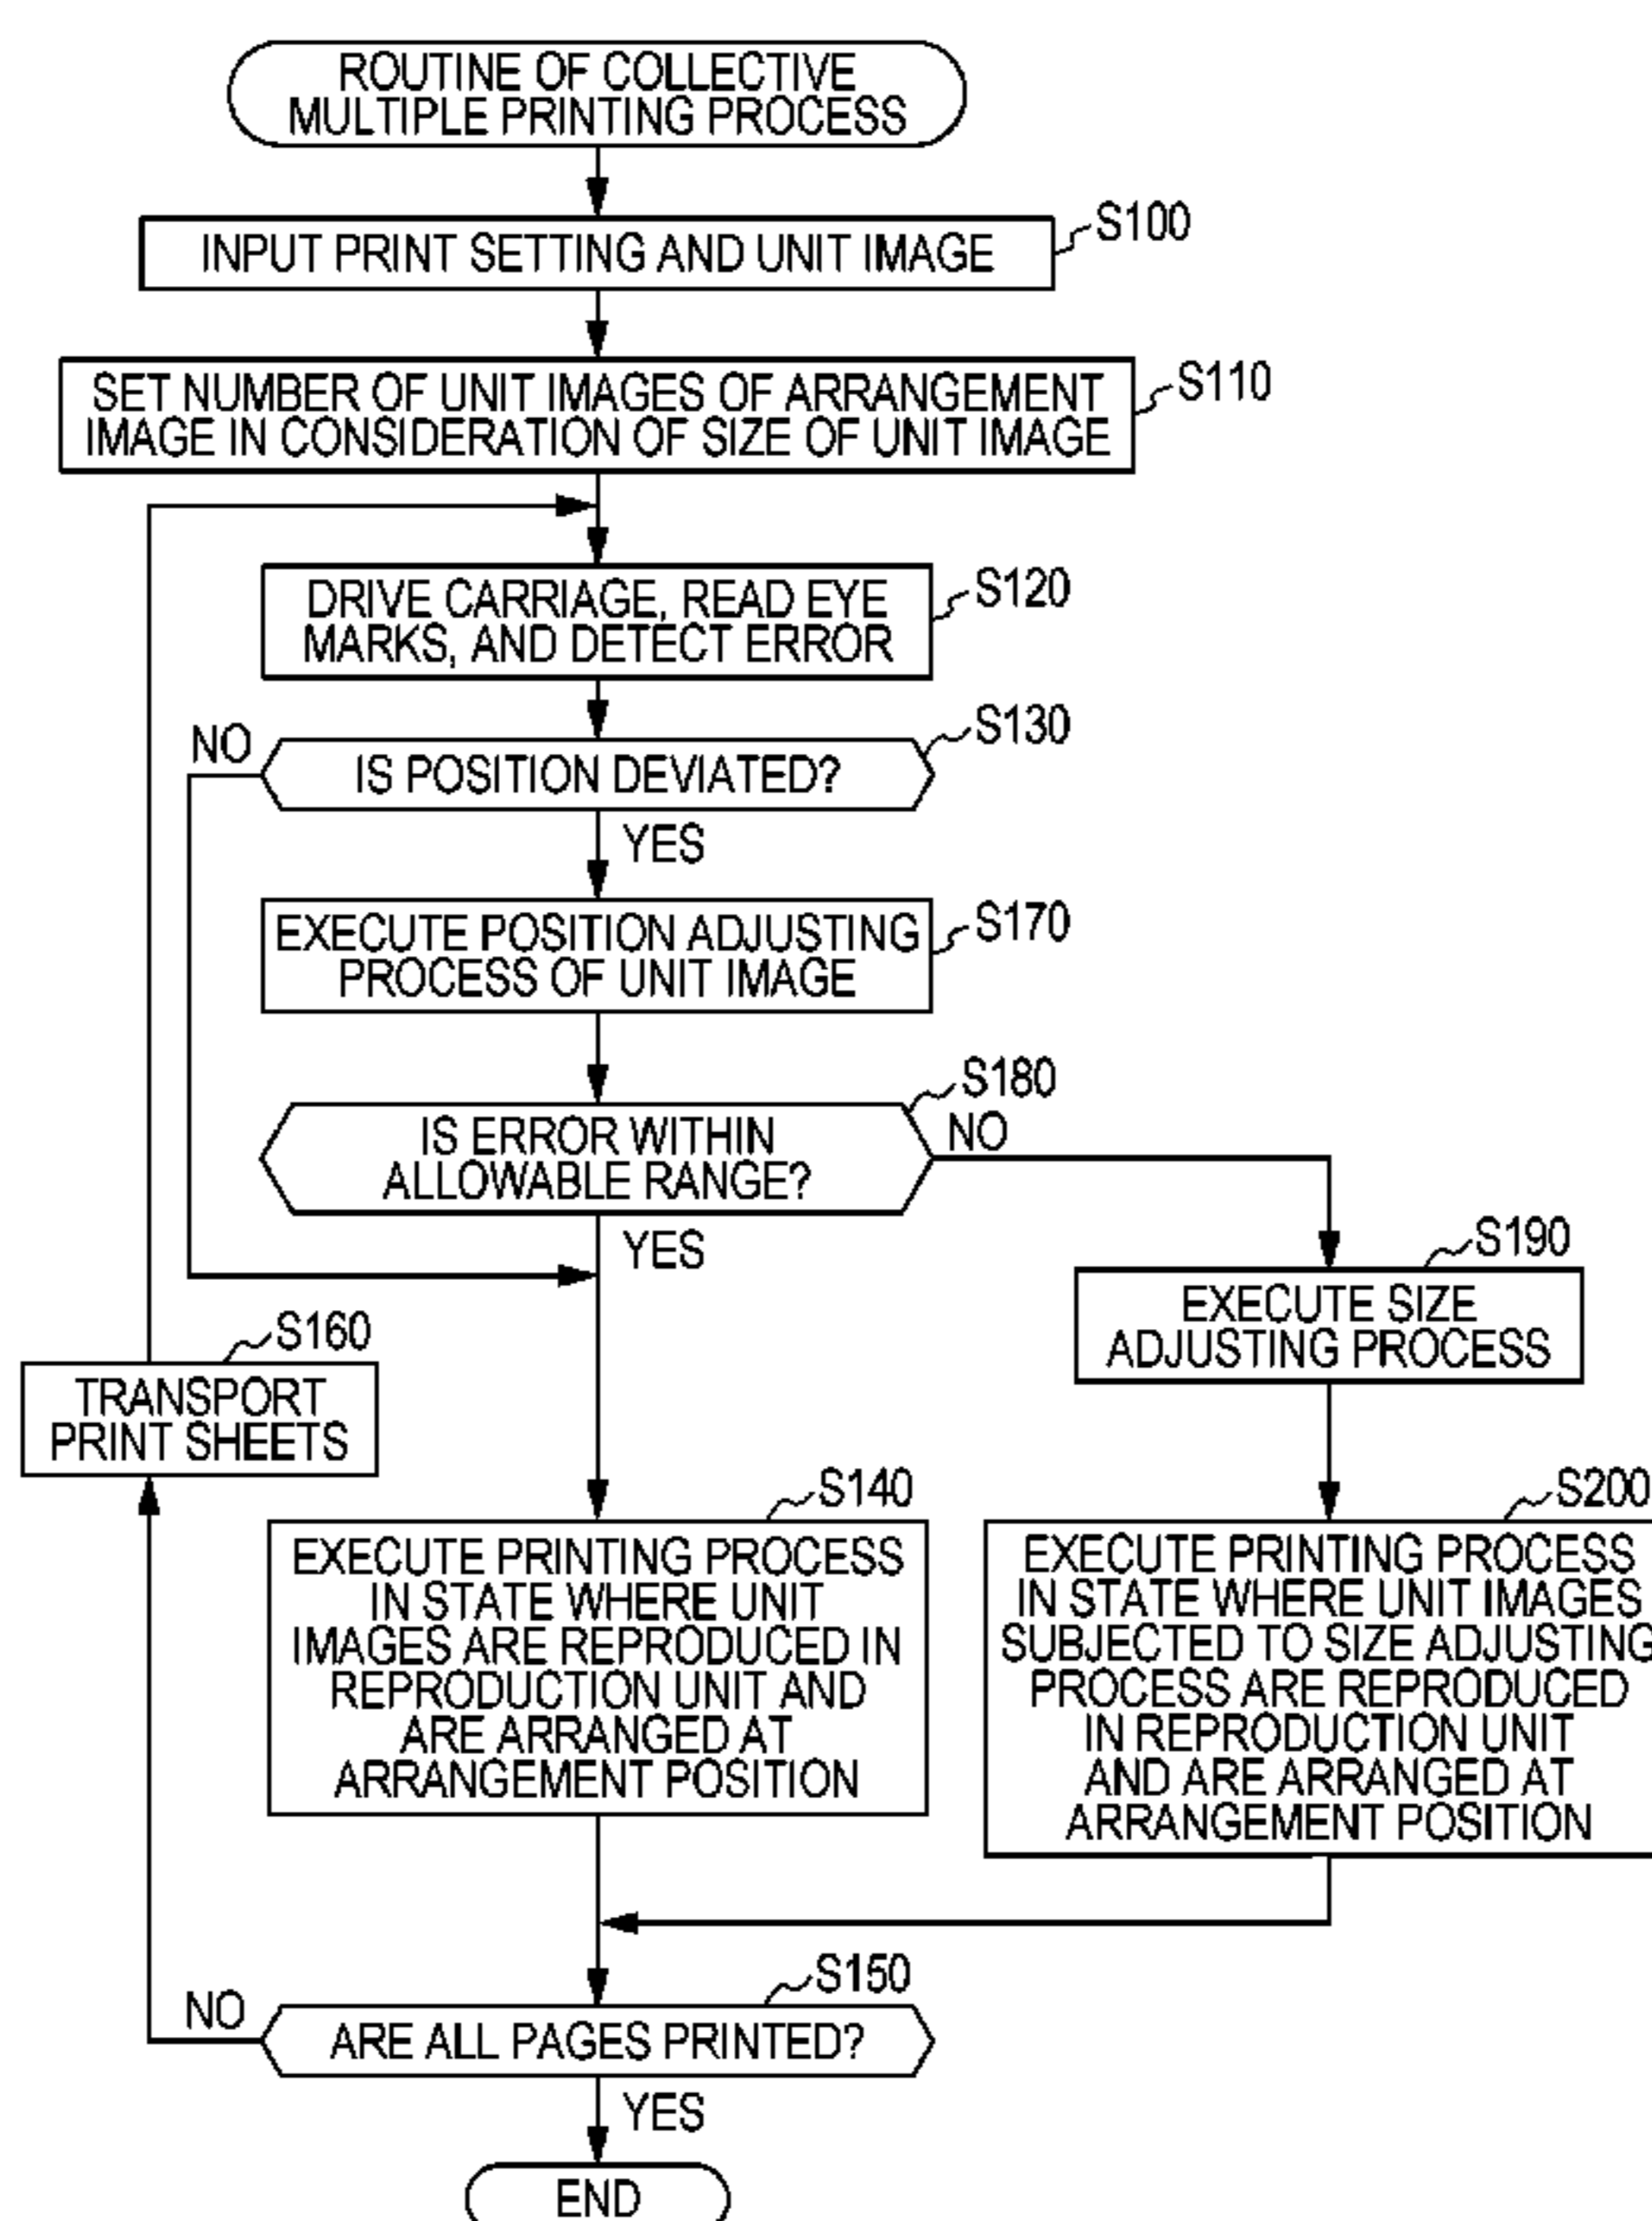 ROUTINE OF COLLECTIVE
MULTIPLE PRINTING PROCESS
S100
INPUT PRINT SETTING AND UNIT IMAGE
S110
SET NUMBER OF UNIT IMAGES OF ARRANGEMENT
IMAGE IN CONSIDERATION OF SIZE OF UNIT IMAGE
S120
DRIVE CARRIAGE, READ EYE
MARKS, AND DETECT ERROR
S130
NO
IS POSITION DEVIATED?
YES
S170
EXECUTE POSITION ADJUSTING
PROCESS OF UNIT IMAGE
S180
NO
IS ERROR WITHIN
ALLOWABLE RANGE?
YES
S190
EXECUTE SIZE
ADJUSTING PROCESS
S160
TRANSPORT
PRINT SHEETS
S140
EXECUTE PRINTING PROCESS
IN STATE WHERE UNIT
IMAGES ARE REPRODUCED IN
REPRODUCTION UNIT AND
ARE ARRANGED AT
ARRANGEMENT POSITION
S200
EXECUTE PRINTING PROCESS
IN STATE WHERE UNIT IMAGES
SUBJECTED TO SIZE ADJUSTING
PROCESS ARE REPRODUCED
IN REPRODUCTION UNIT
AND ARE ARRANGED AT
ARRANGEMENT POSITION
S150
NO
ARE ALL PAGES PRINTED?
YES
END